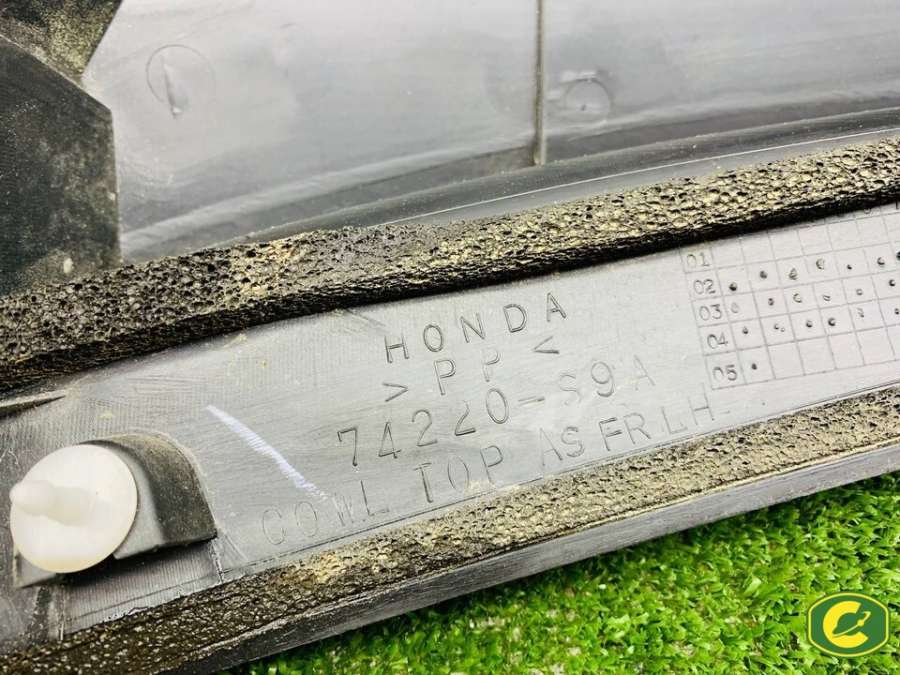 HONDA
>PP<
74220-S9A
COWL TOP AS FR LH
01
02
03
04
05
C